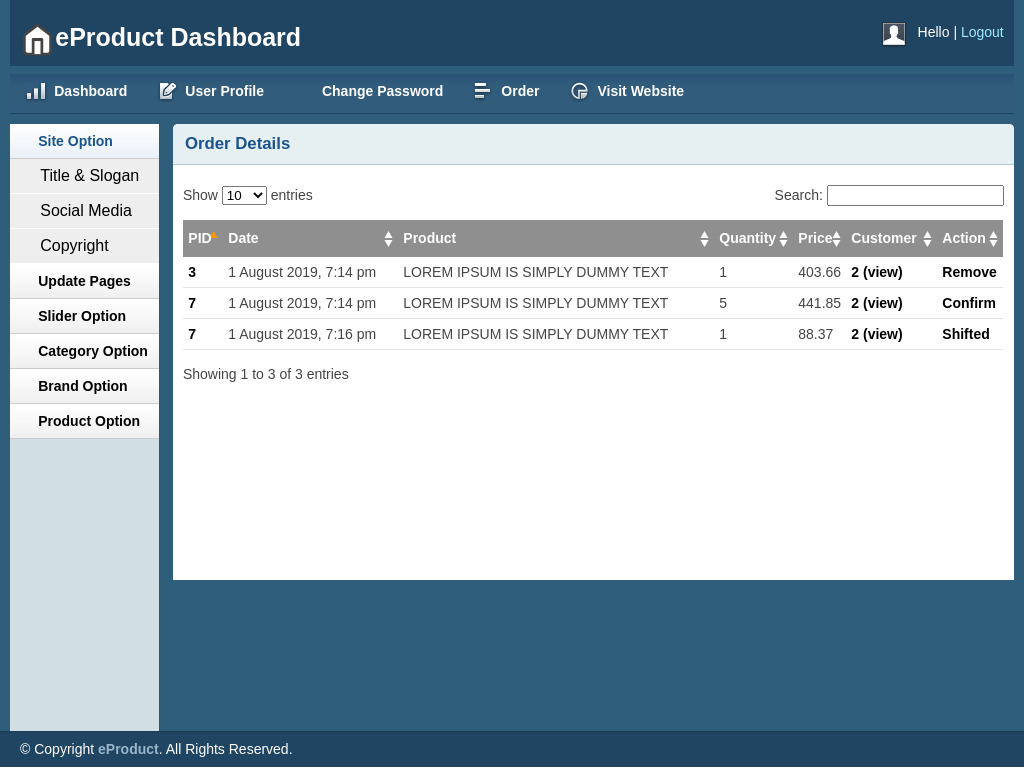 eProduct Dashboard
Hello | Logout
Dashboard User Profile Change Password Order Visit Website
Site Option
Title & Slogan
Social Media
Copyright
Update Pages
Slider Option
Category Option
Brand Option
Product Option
Order Details
Show 10 entries Search:
PID Date Product Quantity Price Customer Action
3 1 August 2019, 7:14 pm LOREM IPSUM IS SIMPLY DUMMY TEXT 1 403.66 2 (view) Remove
7 1 August 2019, 7:14 pm LOREM IPSUM IS SIMPLY DUMMY TEXT 5 441.85 2 (view) Confirm
7 1 August 2019, 7:16 pm LOREM IPSUM IS SIMPLY DUMMY TEXT 1 88.37 2 (view) Shifted
Showing 1 to 3 of 3 entries
© Copyright eProduct. All Rights Reserved.